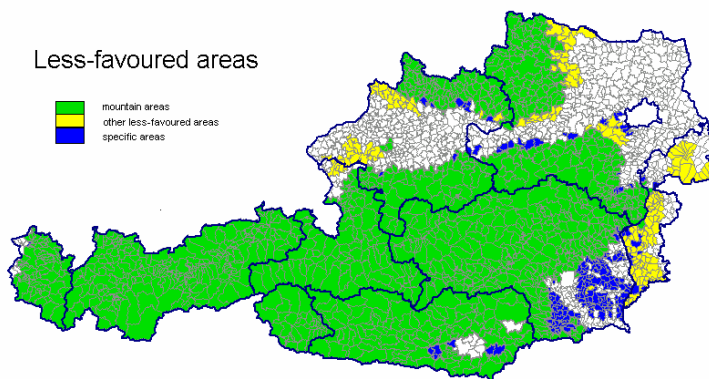 Less-favoured areas
mountain areas
other less-favoured areas
specific areas